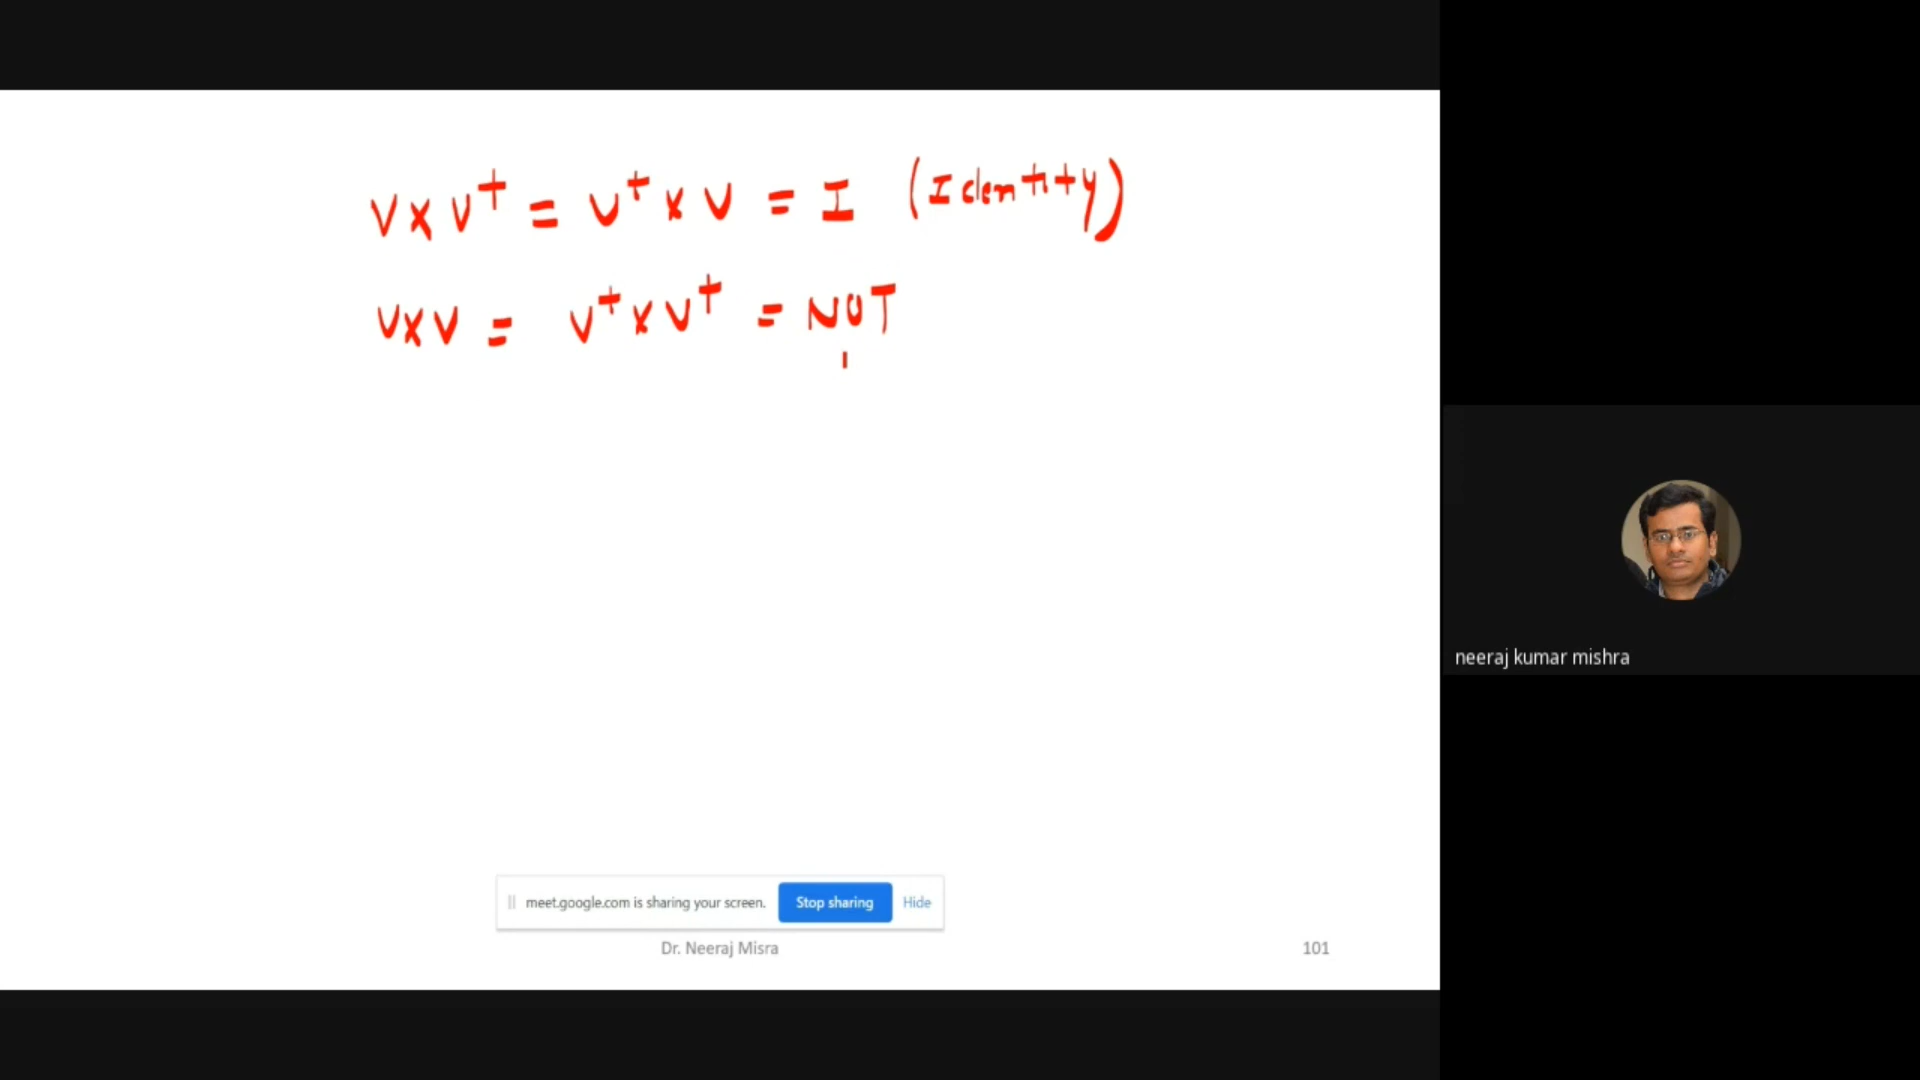 V × V⁺ = V⁺ × V = I (Identity)
V×V = V⁺ × V⁺ = NOT
neeraj kumar mishra
meet.google.com is sharing your screen. Stop sharing Hide
Dr. Neeraj Misra 101